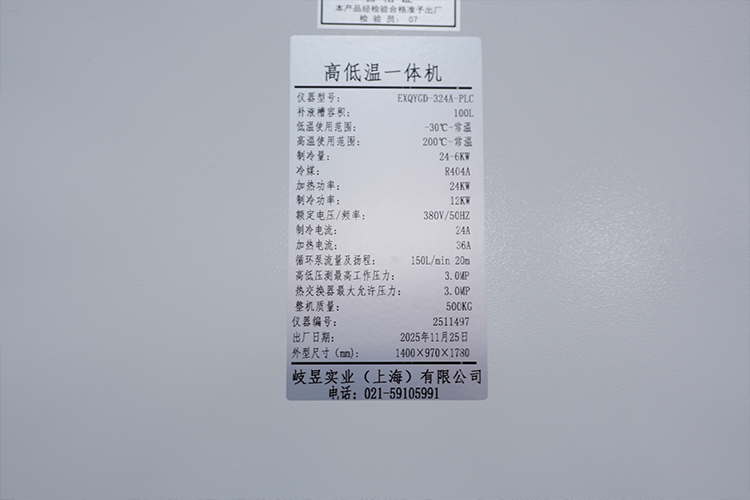 本产品经检验合格准予出厂
检 验 员: 07
高低温一体机
仪器型号: EXQYGD-324A-PLC
补液槽容积: 100L
低温使用范围: -30℃-常温
高温使用范围: 200℃-常温
制冷量: 24-6KW
冷媒: R404A
加热功率: 24KW
制冷功率: 12KW
额定电压/频率: 380V/50HZ
制冷电流: 24A
加热电流: 36A
循环泵流量及扬程: 150L/min 20m
高低压测最高工作压力: 3.0MP
热交换器最大允许压力: 3.0MP
整机质量: 500KG
仪器编号: 2511497
出厂日期: 2025年11月25日
外型尺寸 (mm): 1400×970×1780
岐昱实业（上海）有限公司
电话: 021-59105991